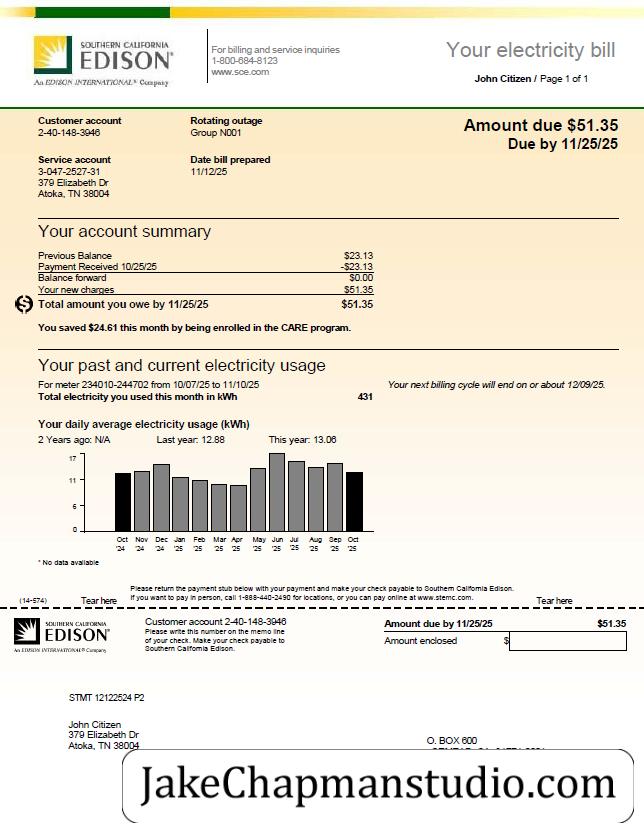 SOUTHERN CALIFORNIA
EDISON®
An EDISON INTERNATIONAL® Company
For billing and service inquiries
1-800-684-8123
www.sce.com
Your electricity bill
John Citizen / Page 1 of 1
Customer account
2-40-148-3946
Rotating outage
Group N001
Amount due $51.35
Due by 11/25/25
Service account
3-047-2527-31
379 Elizabeth Dr
Atoka, TN 38004
Date bill prepared
11/12/25
Your account summary
Previous Balance $23.13
Payment Received 10/25/25 -$23.13
Balance forward $0.00
Your new charges $51.35
$ Total amount you owe by 11/25/25 $51.35
You saved $24.61 this month by being enrolled in the CARE program.
Your past and current electricity usage
For meter 234010-244702 from 10/07/25 to 11/10/25
Your next billing cycle will end on or about 12/09/25.
Total electricity you used this month in kWh 431
Your daily average electricity usage (kWh)
2 Years ago: N/A Last year: 12.88 This year: 13.06
17
11
6
0
Oct Nov Dec Jan Feb Mar Apr May Jun Jul Aug Sep Oct
'24 '24 '24 '25 '25 '25 '25 '25 '25 '25 '25 '25 '25
* No data available
Please return the payment stub below with your payment and make your check payable to Southern California Edison.
(14-574) Tear here If you want to pay in person, call 1-888-440-2490 for locations, or you can pay online at www.stemc.com. Tear here
SOUTHERN CALIFORNIA
EDISON®
An EDISON INTERNATIONAL® Company
Customer account 2-40-148-3946
Please write this number on the memo line
of your check. Make your check payable to
Southern California Edison.
Amount due by 11/25/25 $51.35
Amount enclosed $
STMT 12122524 P2
John Citizen
379 Elizabeth Dr
Atoka, TN 38004
O. BOX 600
JakeChapmanstudio.com